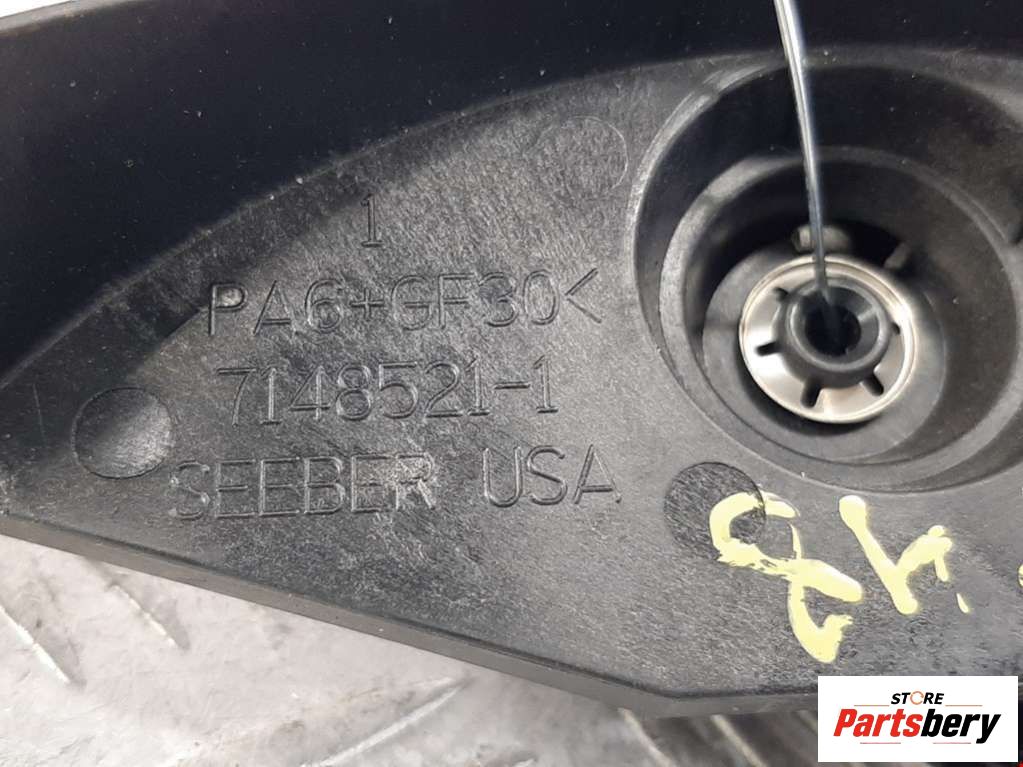 1
PA6+GF30<
7148521-1
SEEBER USA
STORE
Partsbery